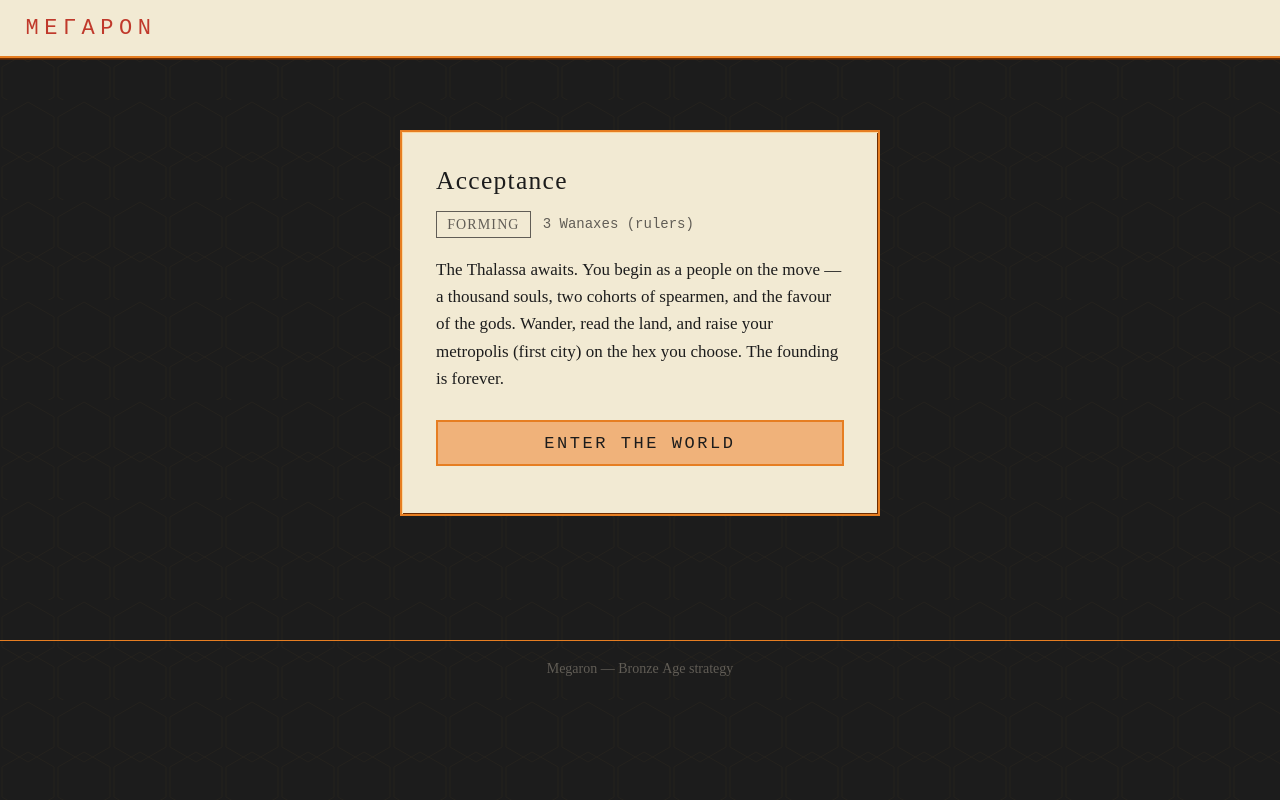 ΜΕΓΑΡΟΝ
Acceptance
FORMING 3 Wanaxes (rulers)
The Thalassa awaits. You begin as a people on the move —
a thousand souls, two cohorts of spearmen, and the favour
of the gods. Wander, read the land, and raise your
metropolis (first city) on the hex you choose. The founding
is forever.
ENTER THE WORLD
Megaron — Bronze Age strategy